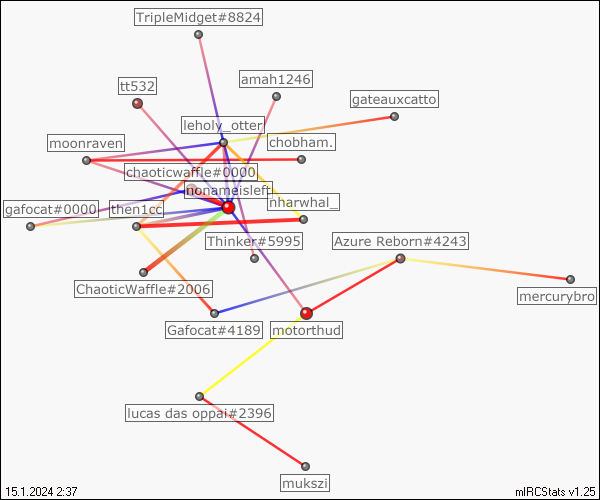 TripleMidget#8824
tt532
amah1246
gateauxcatto
leholy_otter
moonraven
chobham.
chaoticwaffle#0000
nonameisleft
nharwhal_
gafocat#0000
then1cc
Thinker#5995
Azure Reborn#4243
ChaoticWaffle#2006
mercurybro
Gafocat#4189
motorthud
lucas das oppai#2396
mukszi
15.1.2024 2:37
mIRCStats v1.25